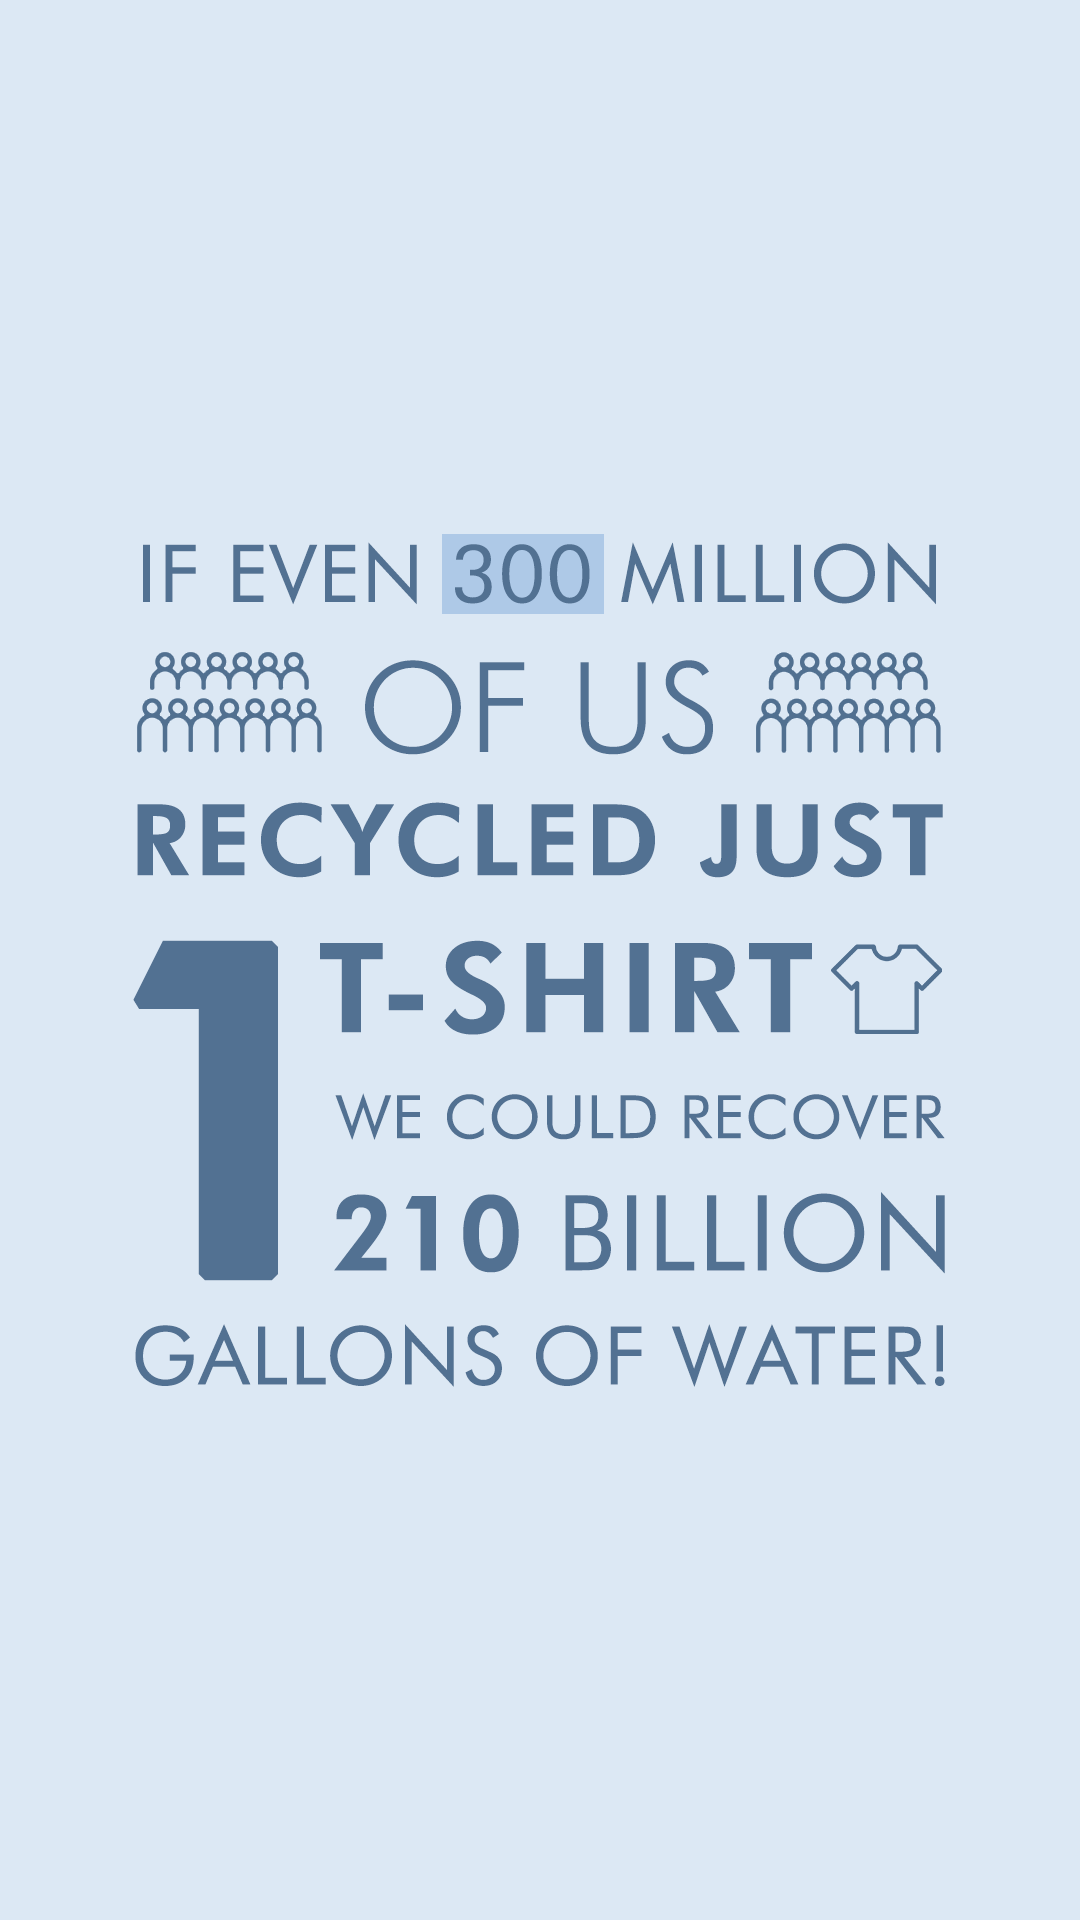 IF EVEN 300 MILLION
OF US
RECYCLED JUST
1 T-SHIRT
WE COULD RECOVER
210 BILLION
GALLONS OF WATER!